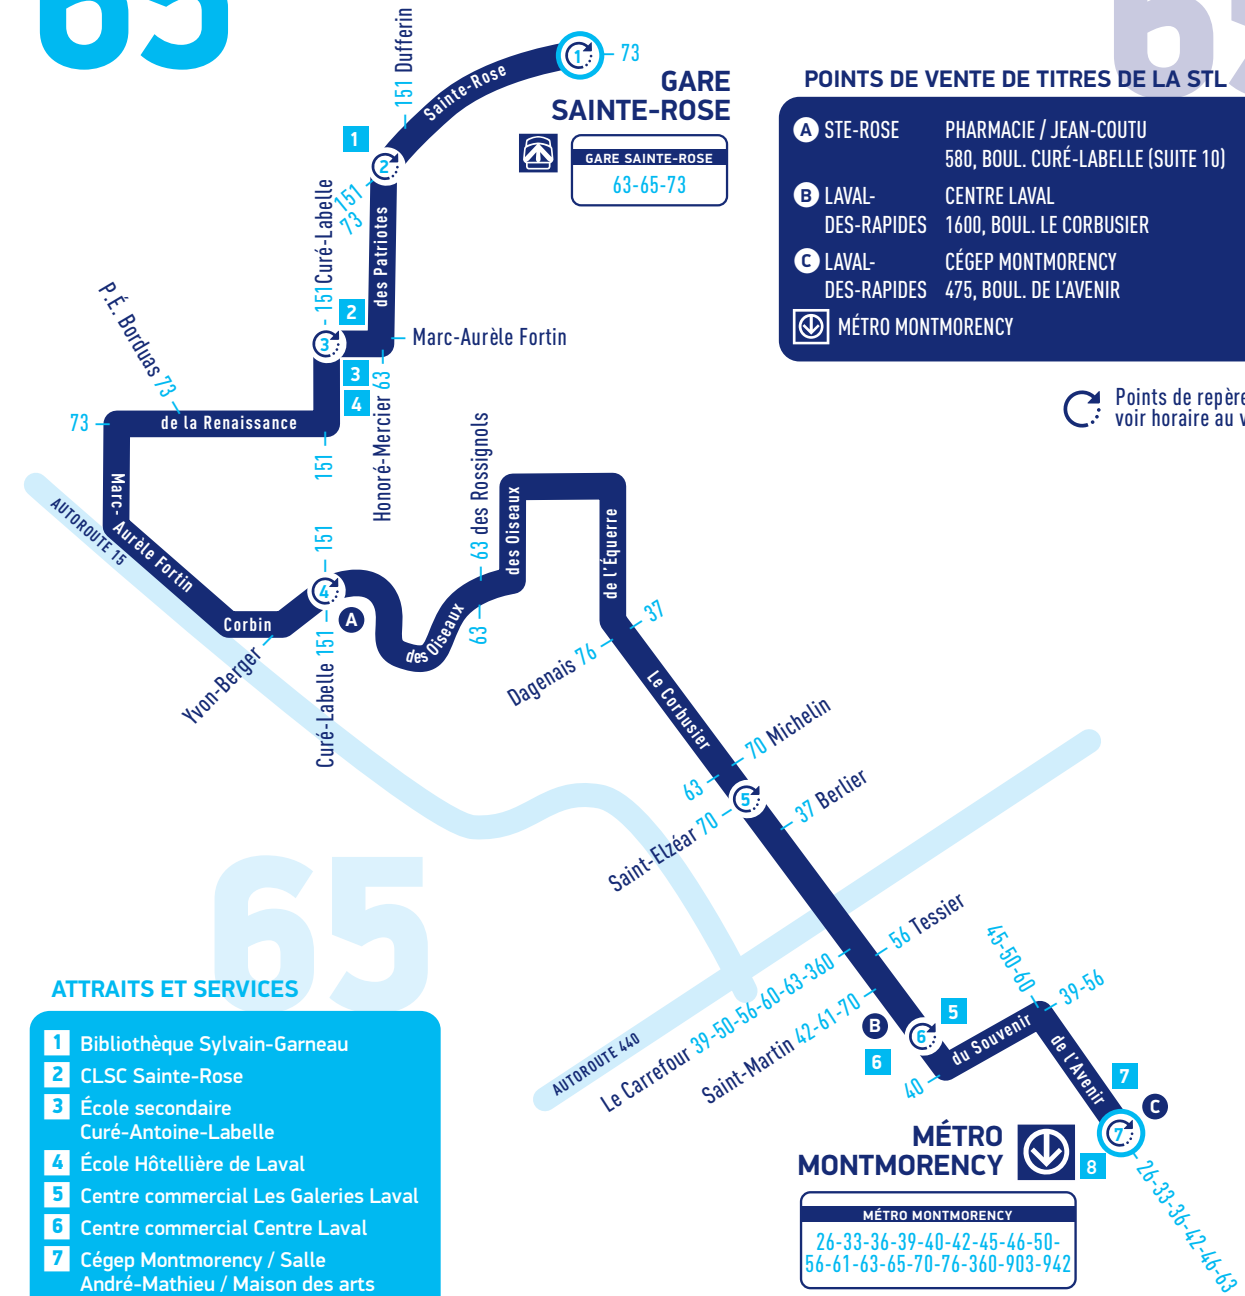 65
65
151 Dufferin
Sainte-Rose
1
73
GARE
SAINTE-ROSE
GARE SAINTE-ROSE
63-65-73
POINTS DE VENTE DE TITRES DE LA STL
A STE-ROSE PHARMACIE / JEAN-COUTU
580, BOUL. CURÉ-LABELLE (SUITE 10)
B LAVAL- CENTRE LAVAL
DES-RAPIDES 1600, BOUL. LE CORBUSIER
C LAVAL- CÉGEP MONTMORENCY
DES-RAPIDES 475, BOUL. DE L'AVENIR
MÉTRO MONTMORENCY
Points de repère
voir horaire au v
1
2
151
73
des Patriotes
151 Curé-Labelle
2
3
Marc-Aurèle Fortin
3
4
Honoré-Mercier 63
P.É. Borduas 73
73
de la Renaissance
151
Marc-
Aurèle Fortin
AUTOROUTE 15
Corbin
Yvon-Berger
151
4
A
Curé-Labelle 151
des Oiseaux
63 des Rossignols
63
des Oiseaux
de l'Équerre
37
Dagenais 76
Le Corbusier
70 Michelin
63
5
Saint-Elzéar 70
37 Berlier
65
56 Tessier
Le Carrefour 39-50-56-60-63-360
Saint-Martin 42-61-70
AUTOROUTE 440
B
5
6
6
40
du Souvenir
45-50-60
39-56
de l'Avenir
7
C
7
8
26-33-36-42-46-63
MÉTRO
MONTMORENCY
MÉTRO MONTMORENCY
26-33-36-39-40-42-45-46-50-
56-61-63-65-70-76-360-903-942
ATTRAITS ET SERVICES
1 Bibliothèque Sylvain-Garneau
2 CLSC Sainte-Rose
3 École secondaire
Curé-Antoine-Labelle
4 École Hôtellière de Laval
5 Centre commercial Les Galeries Laval
6 Centre commercial Centre Laval
7 Cégep Montmorency / Salle
André-Mathieu / Maison des arts